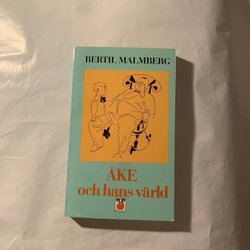 BERTIL MALMBERG
ÅKE
och hans värld